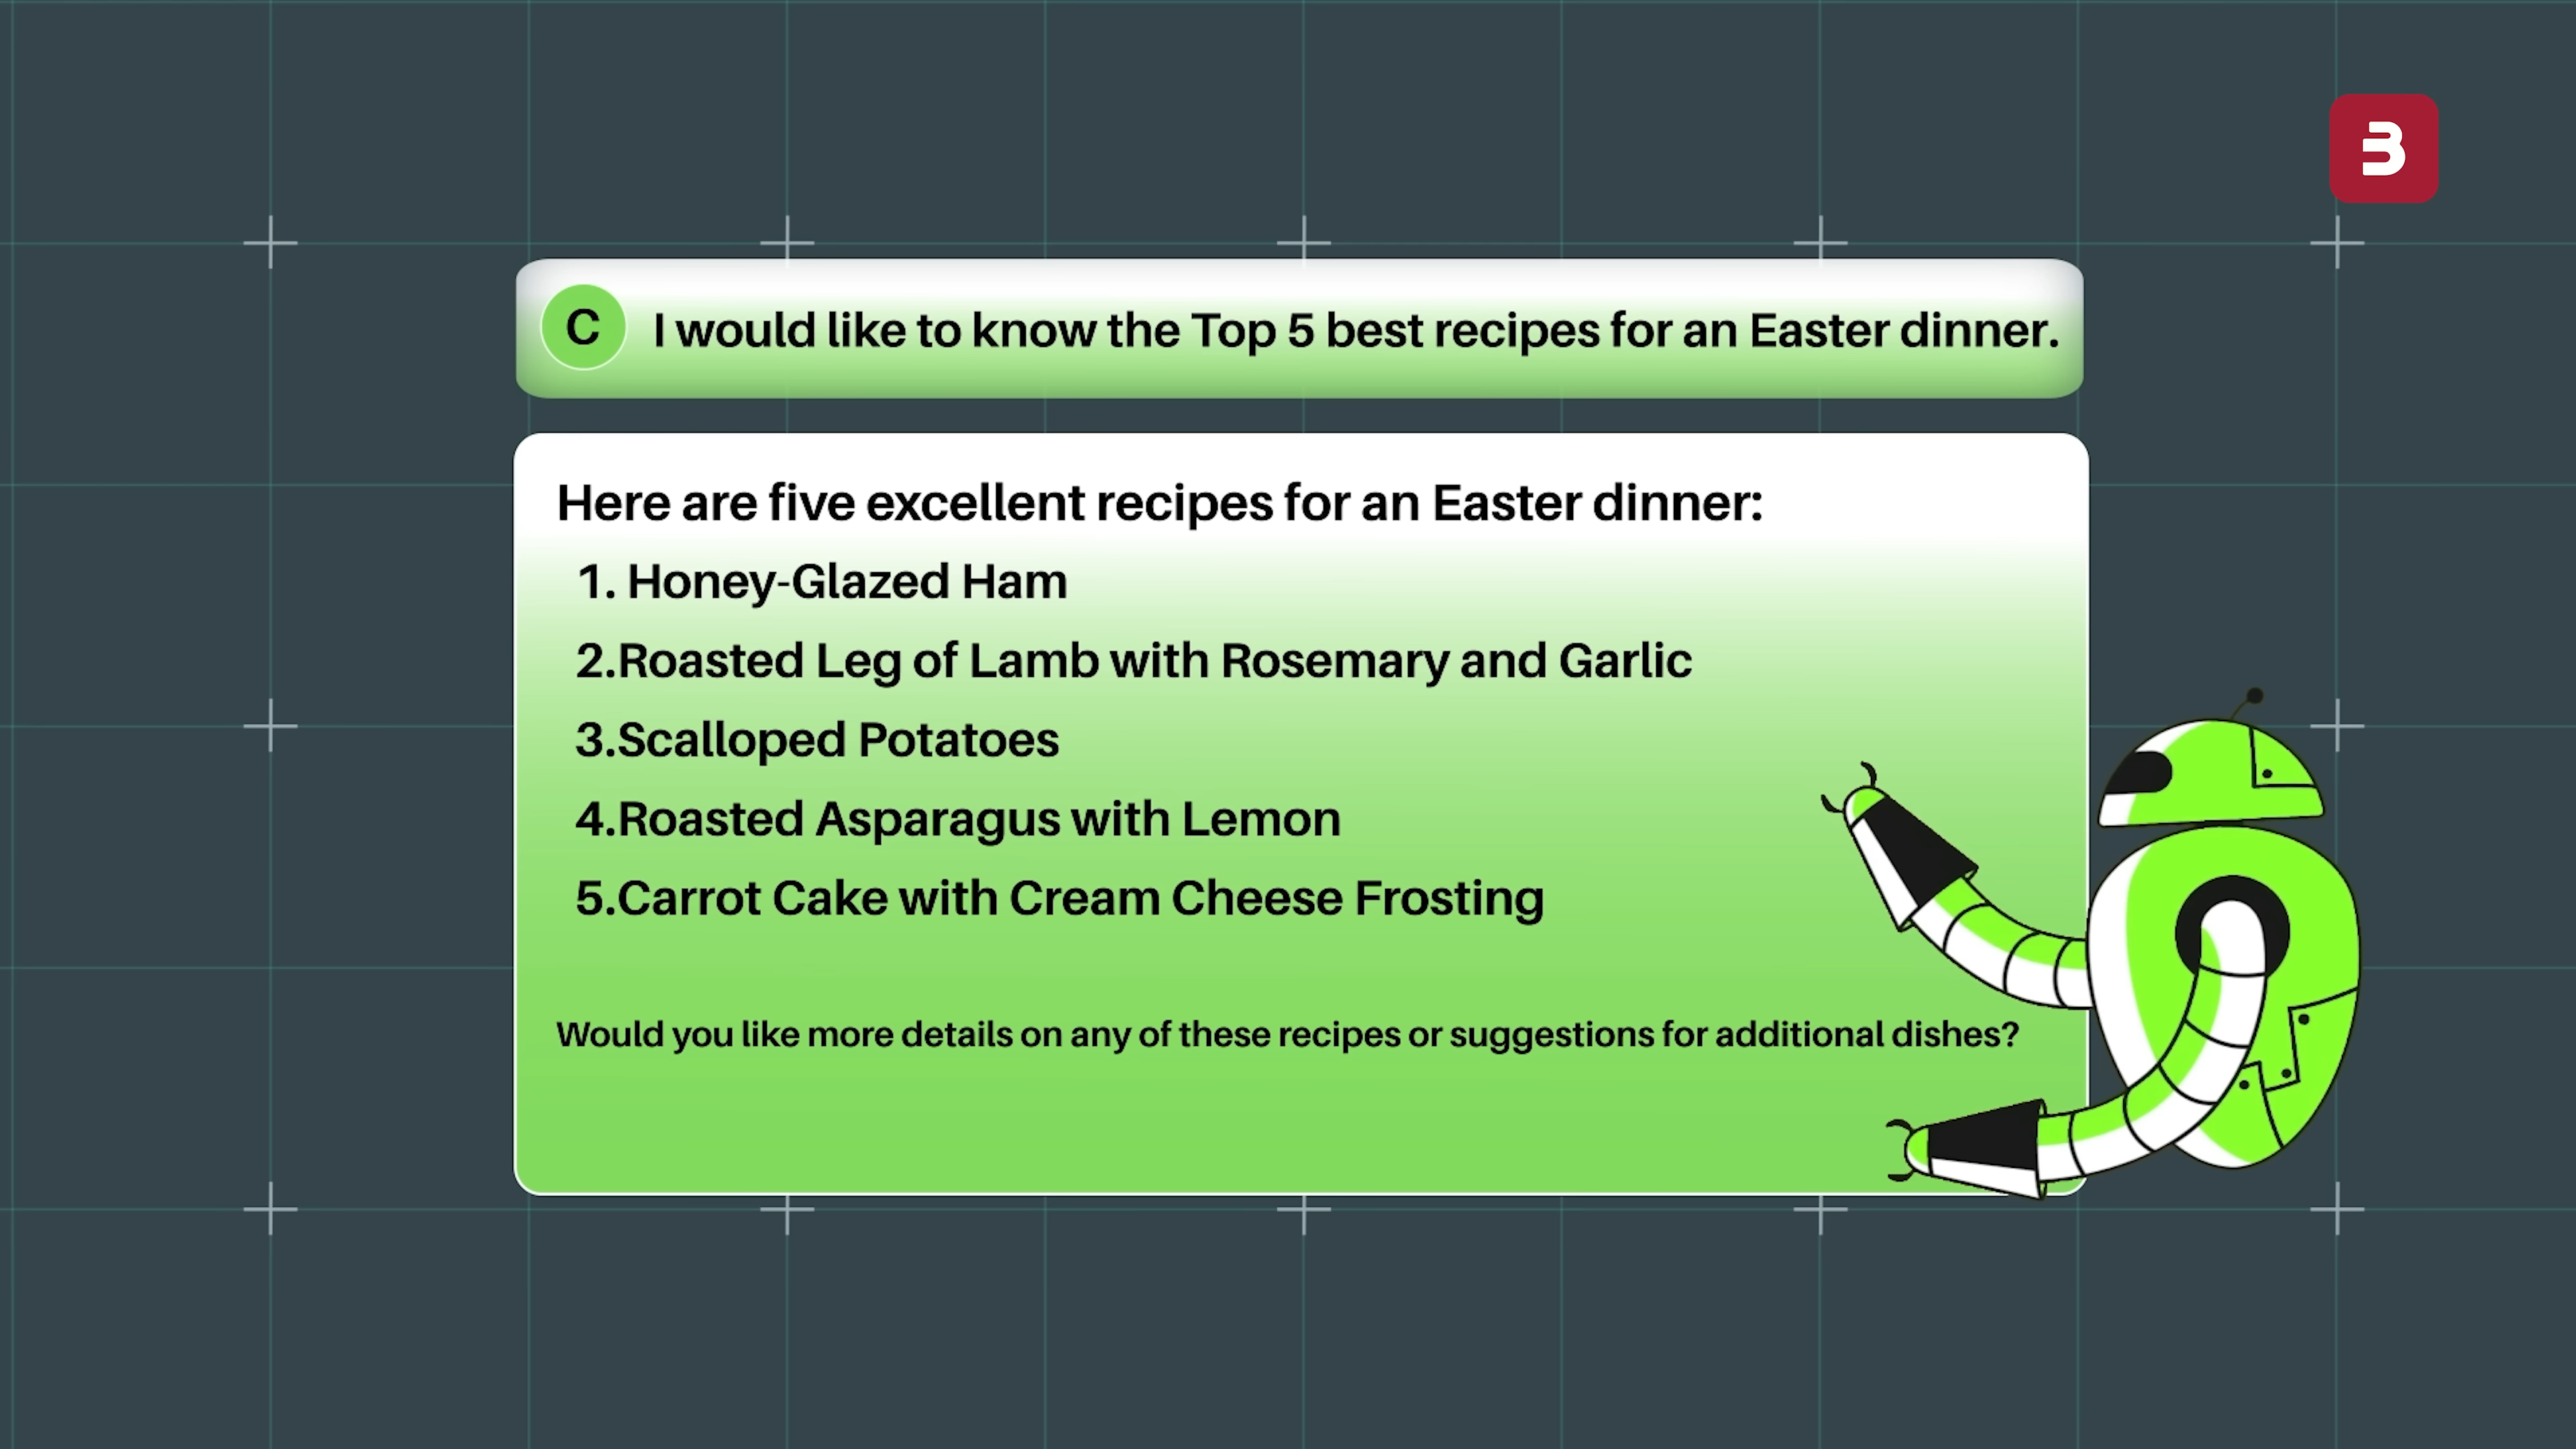 3
C
I would like to know the Top 5 best recipes for an Easter dinner.
Here are five excellent recipes for an Easter dinner:
1. Honey-Glazed Ham
2.Roasted Leg of Lamb with Rosemary and Garlic
3.Scalloped Potatoes
4.Roasted Asparagus with Lemon
5.Carrot Cake with Cream Cheese Frosting
Would you like more details on any of these recipes or suggestions for additional dishes?